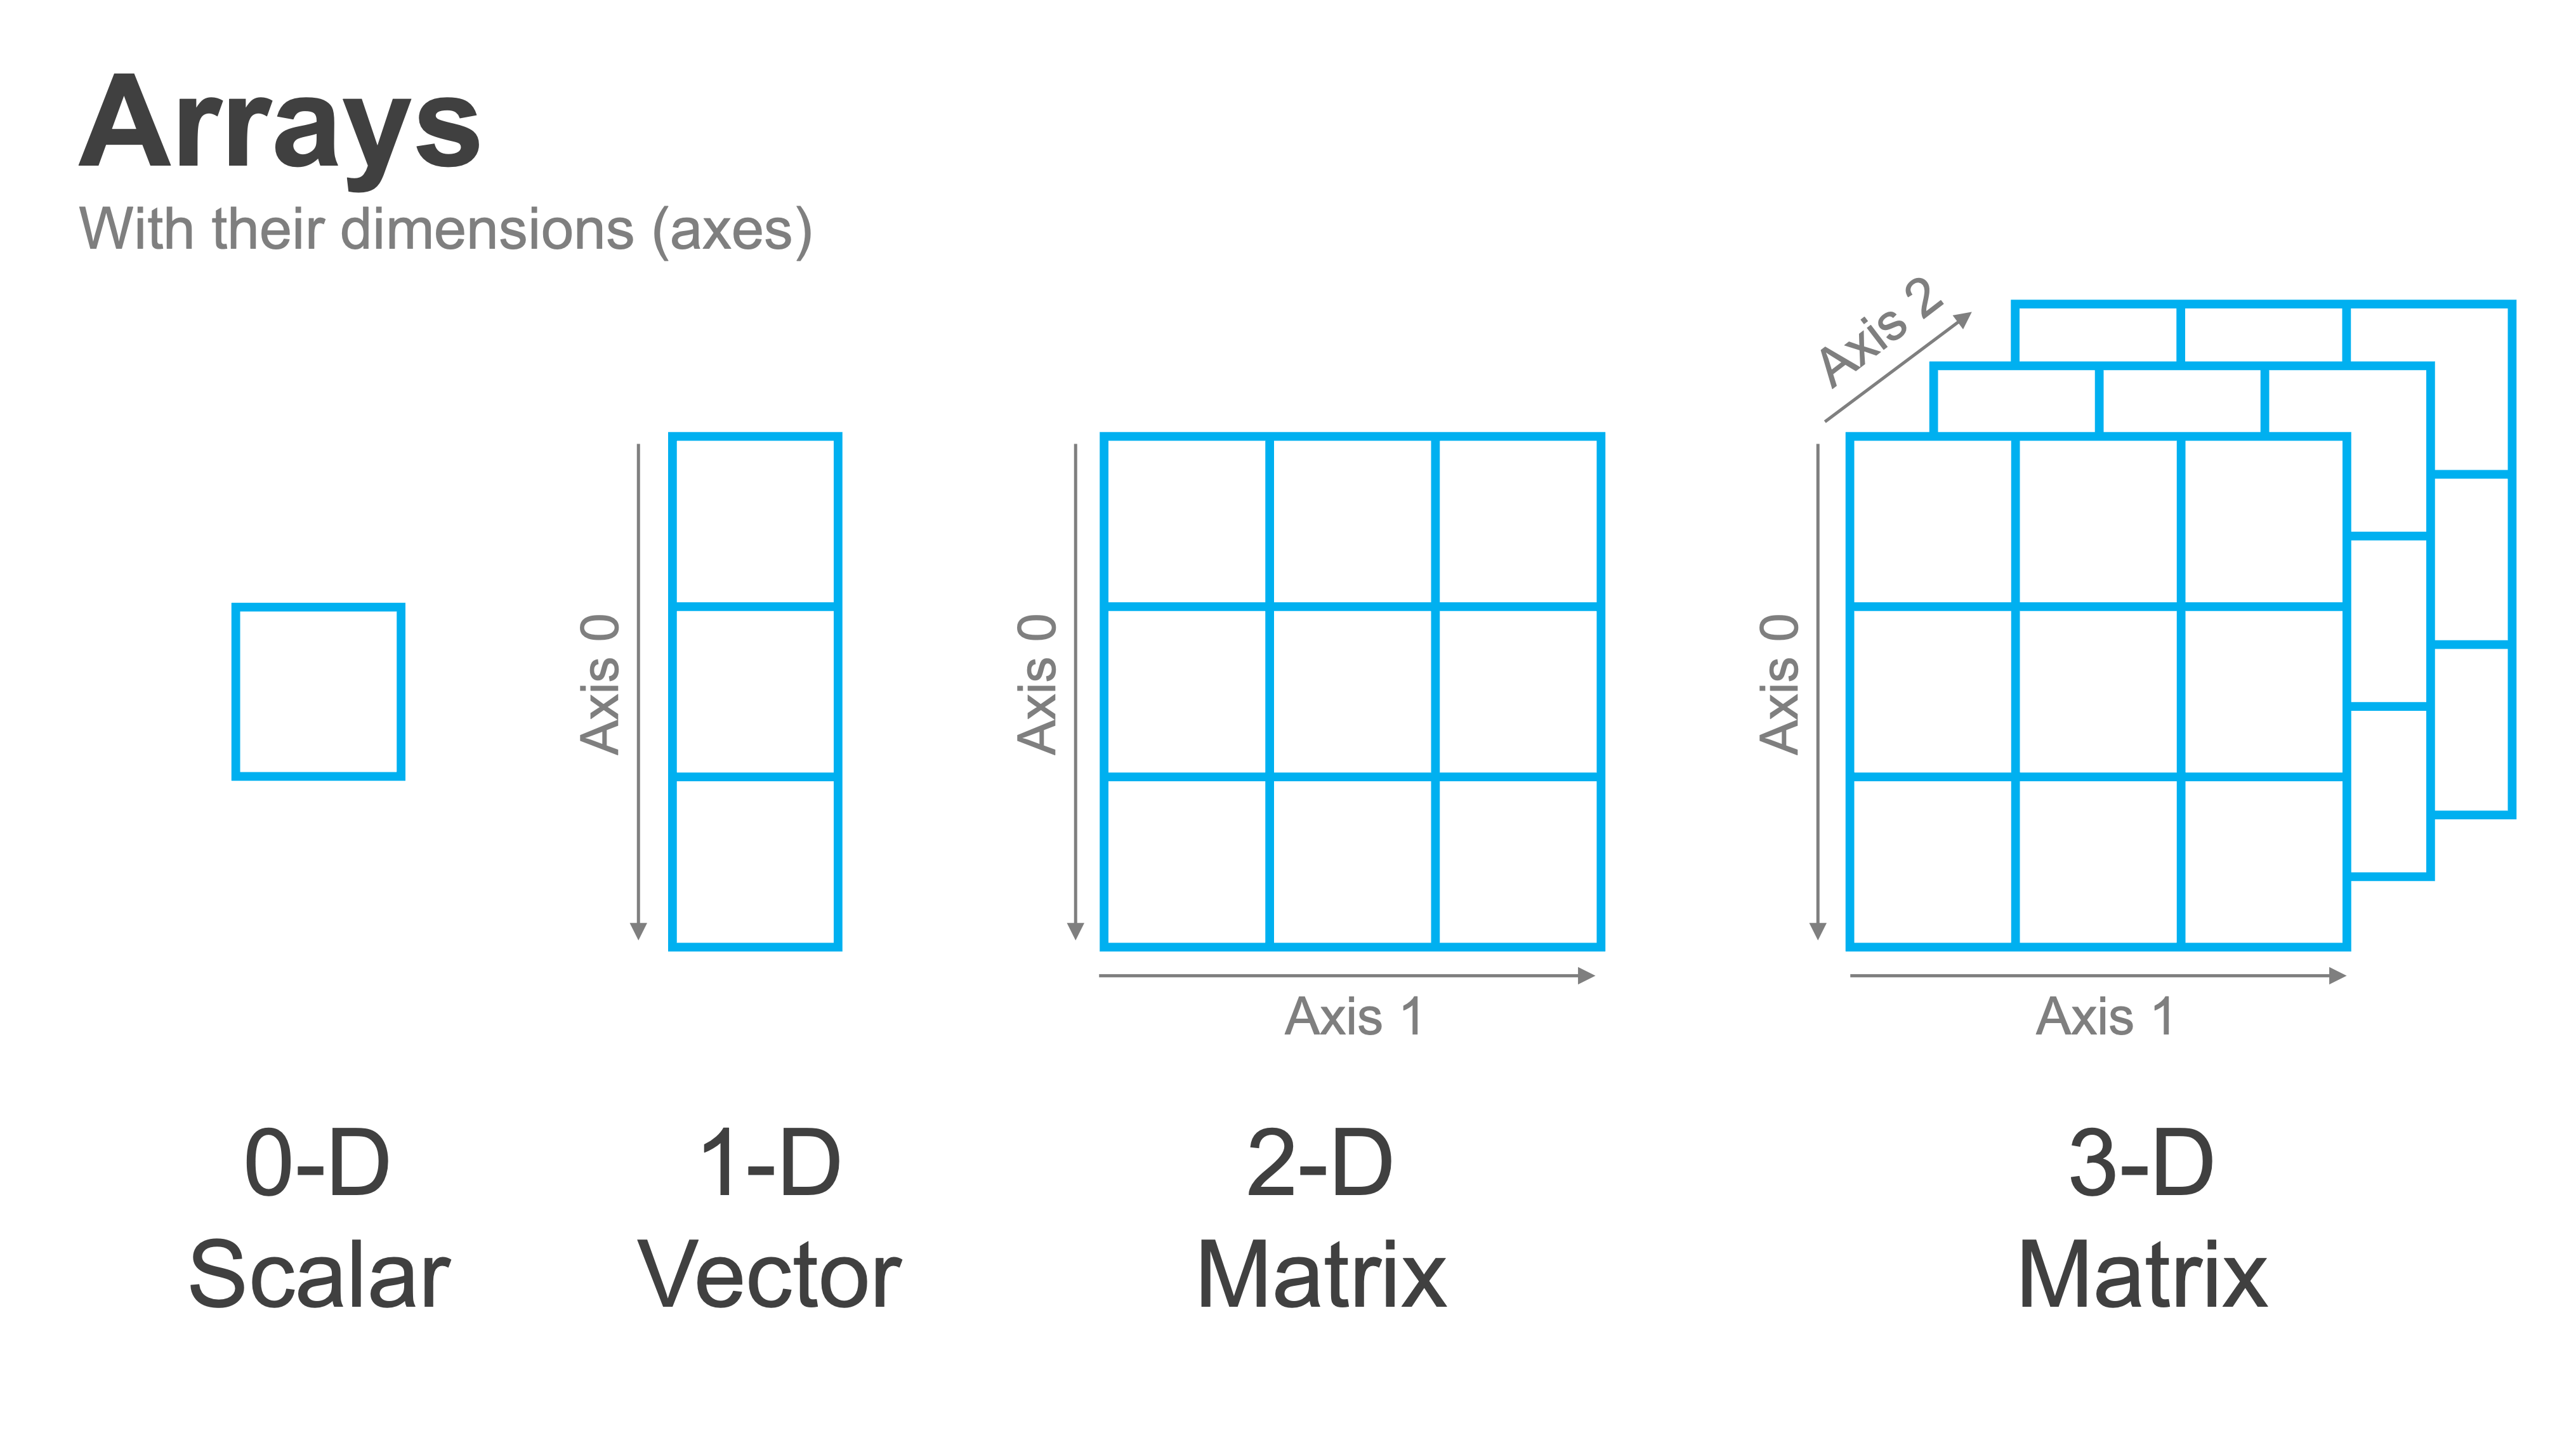 Arrays
With their dimensions (axes)
Axis 2
Axis 0
Axis 0
Axis 0
Axis 1
Axis 1
0-D
Scalar
1-D
Vector
2-D
Matrix
3-D
Matrix